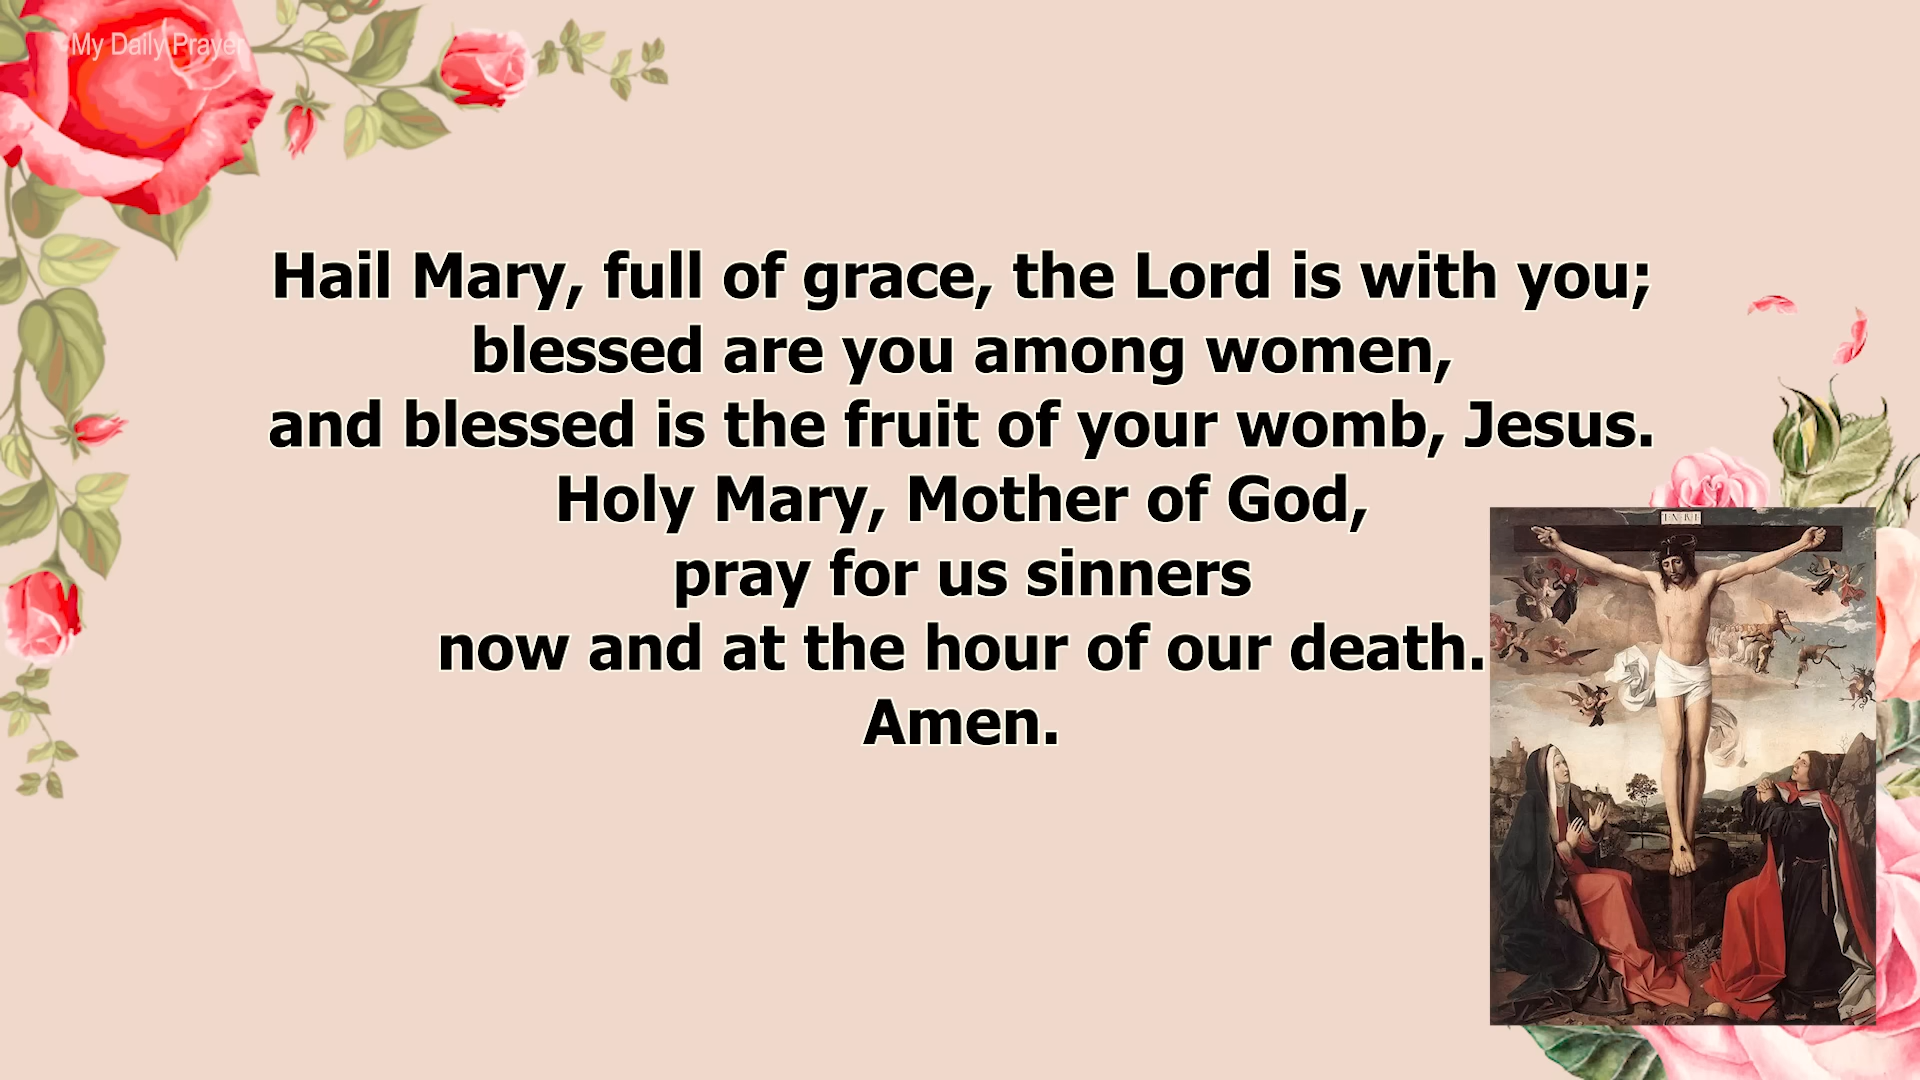 My Daily Prayer
Hail Mary, full of grace, the Lord is with you;
blessed are you among women,
and blessed is the fruit of your womb, Jesus.
Holy Mary, Mother of God,
pray for us sinners
now and at the hour of our death.
Amen.
INRI